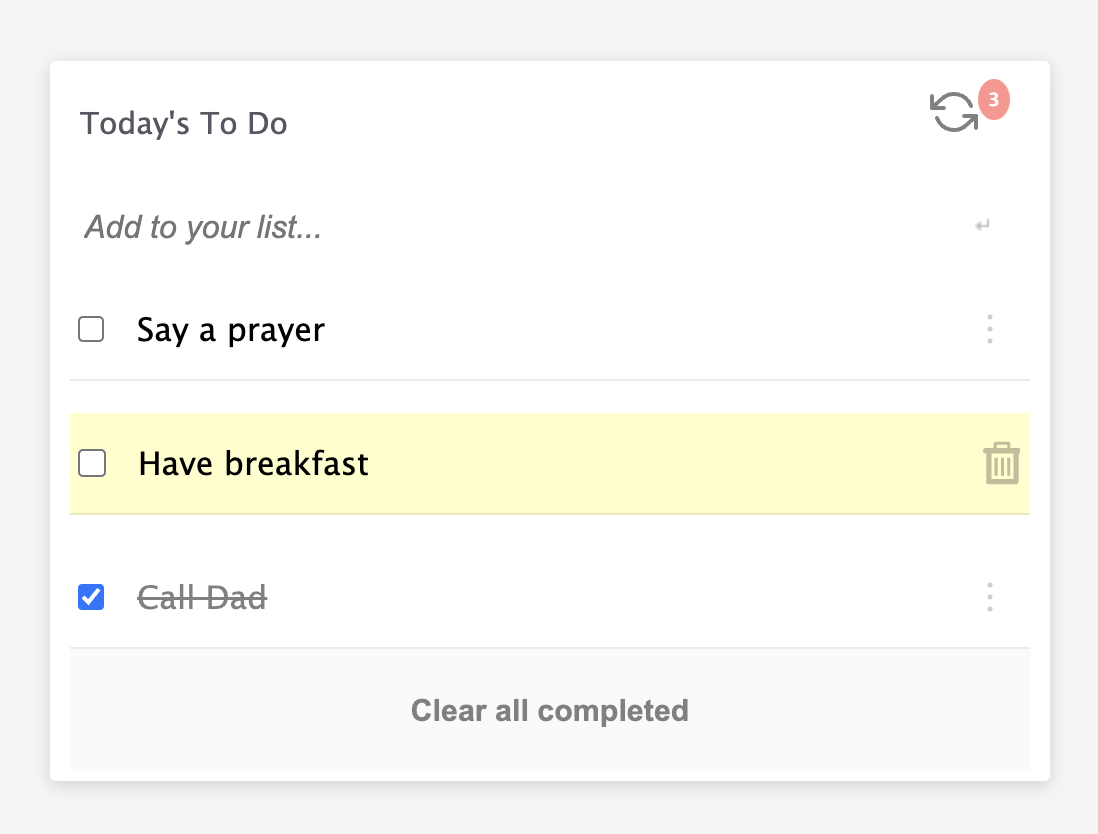 Today's To Do
3
Add to your list...
Say a prayer
Have breakfast
Call Dad
Clear all completed